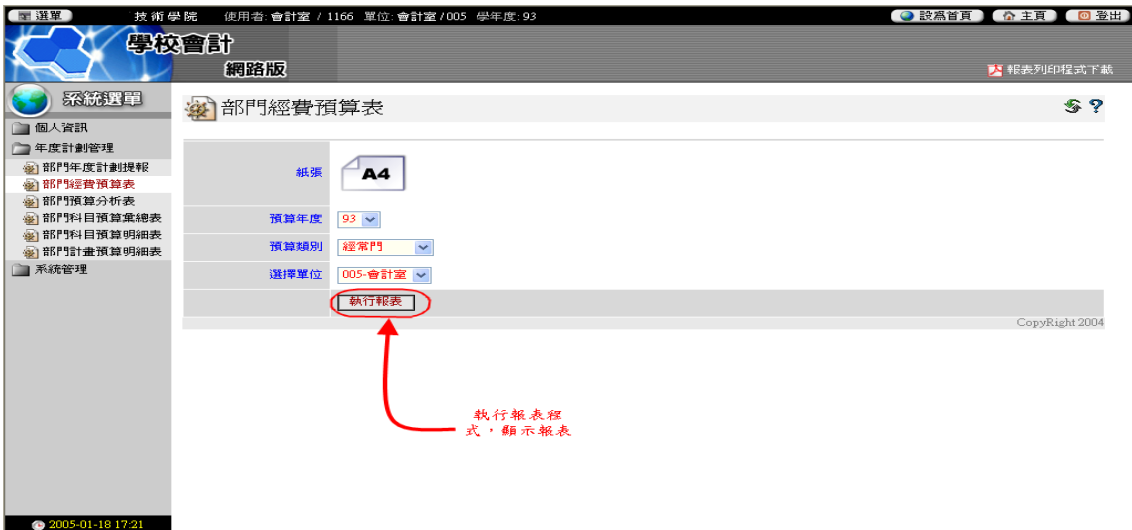 選單 技術學院 使用者: 會計室 / 1166 單位: 會計室 / 005 學年度: 93 設為首頁 主頁 登出
學校會計
網路版
報表列印程式下載
系統選單
個人資訊
年度計劃管理
部門年度計劃提報
部門經費預算表
部門預算分析表
部門科目預算彙總表
部門科目預算明細表
部門計畫預算明細表
系統管理
2005-01-18 17:21
部門經費預算表 ?
紙張 A4
預算年度 93
預算類別 經常門
選擇單位 005-會計室
執行報表
CopyRight 2004
執行報表程
式，顯示報表